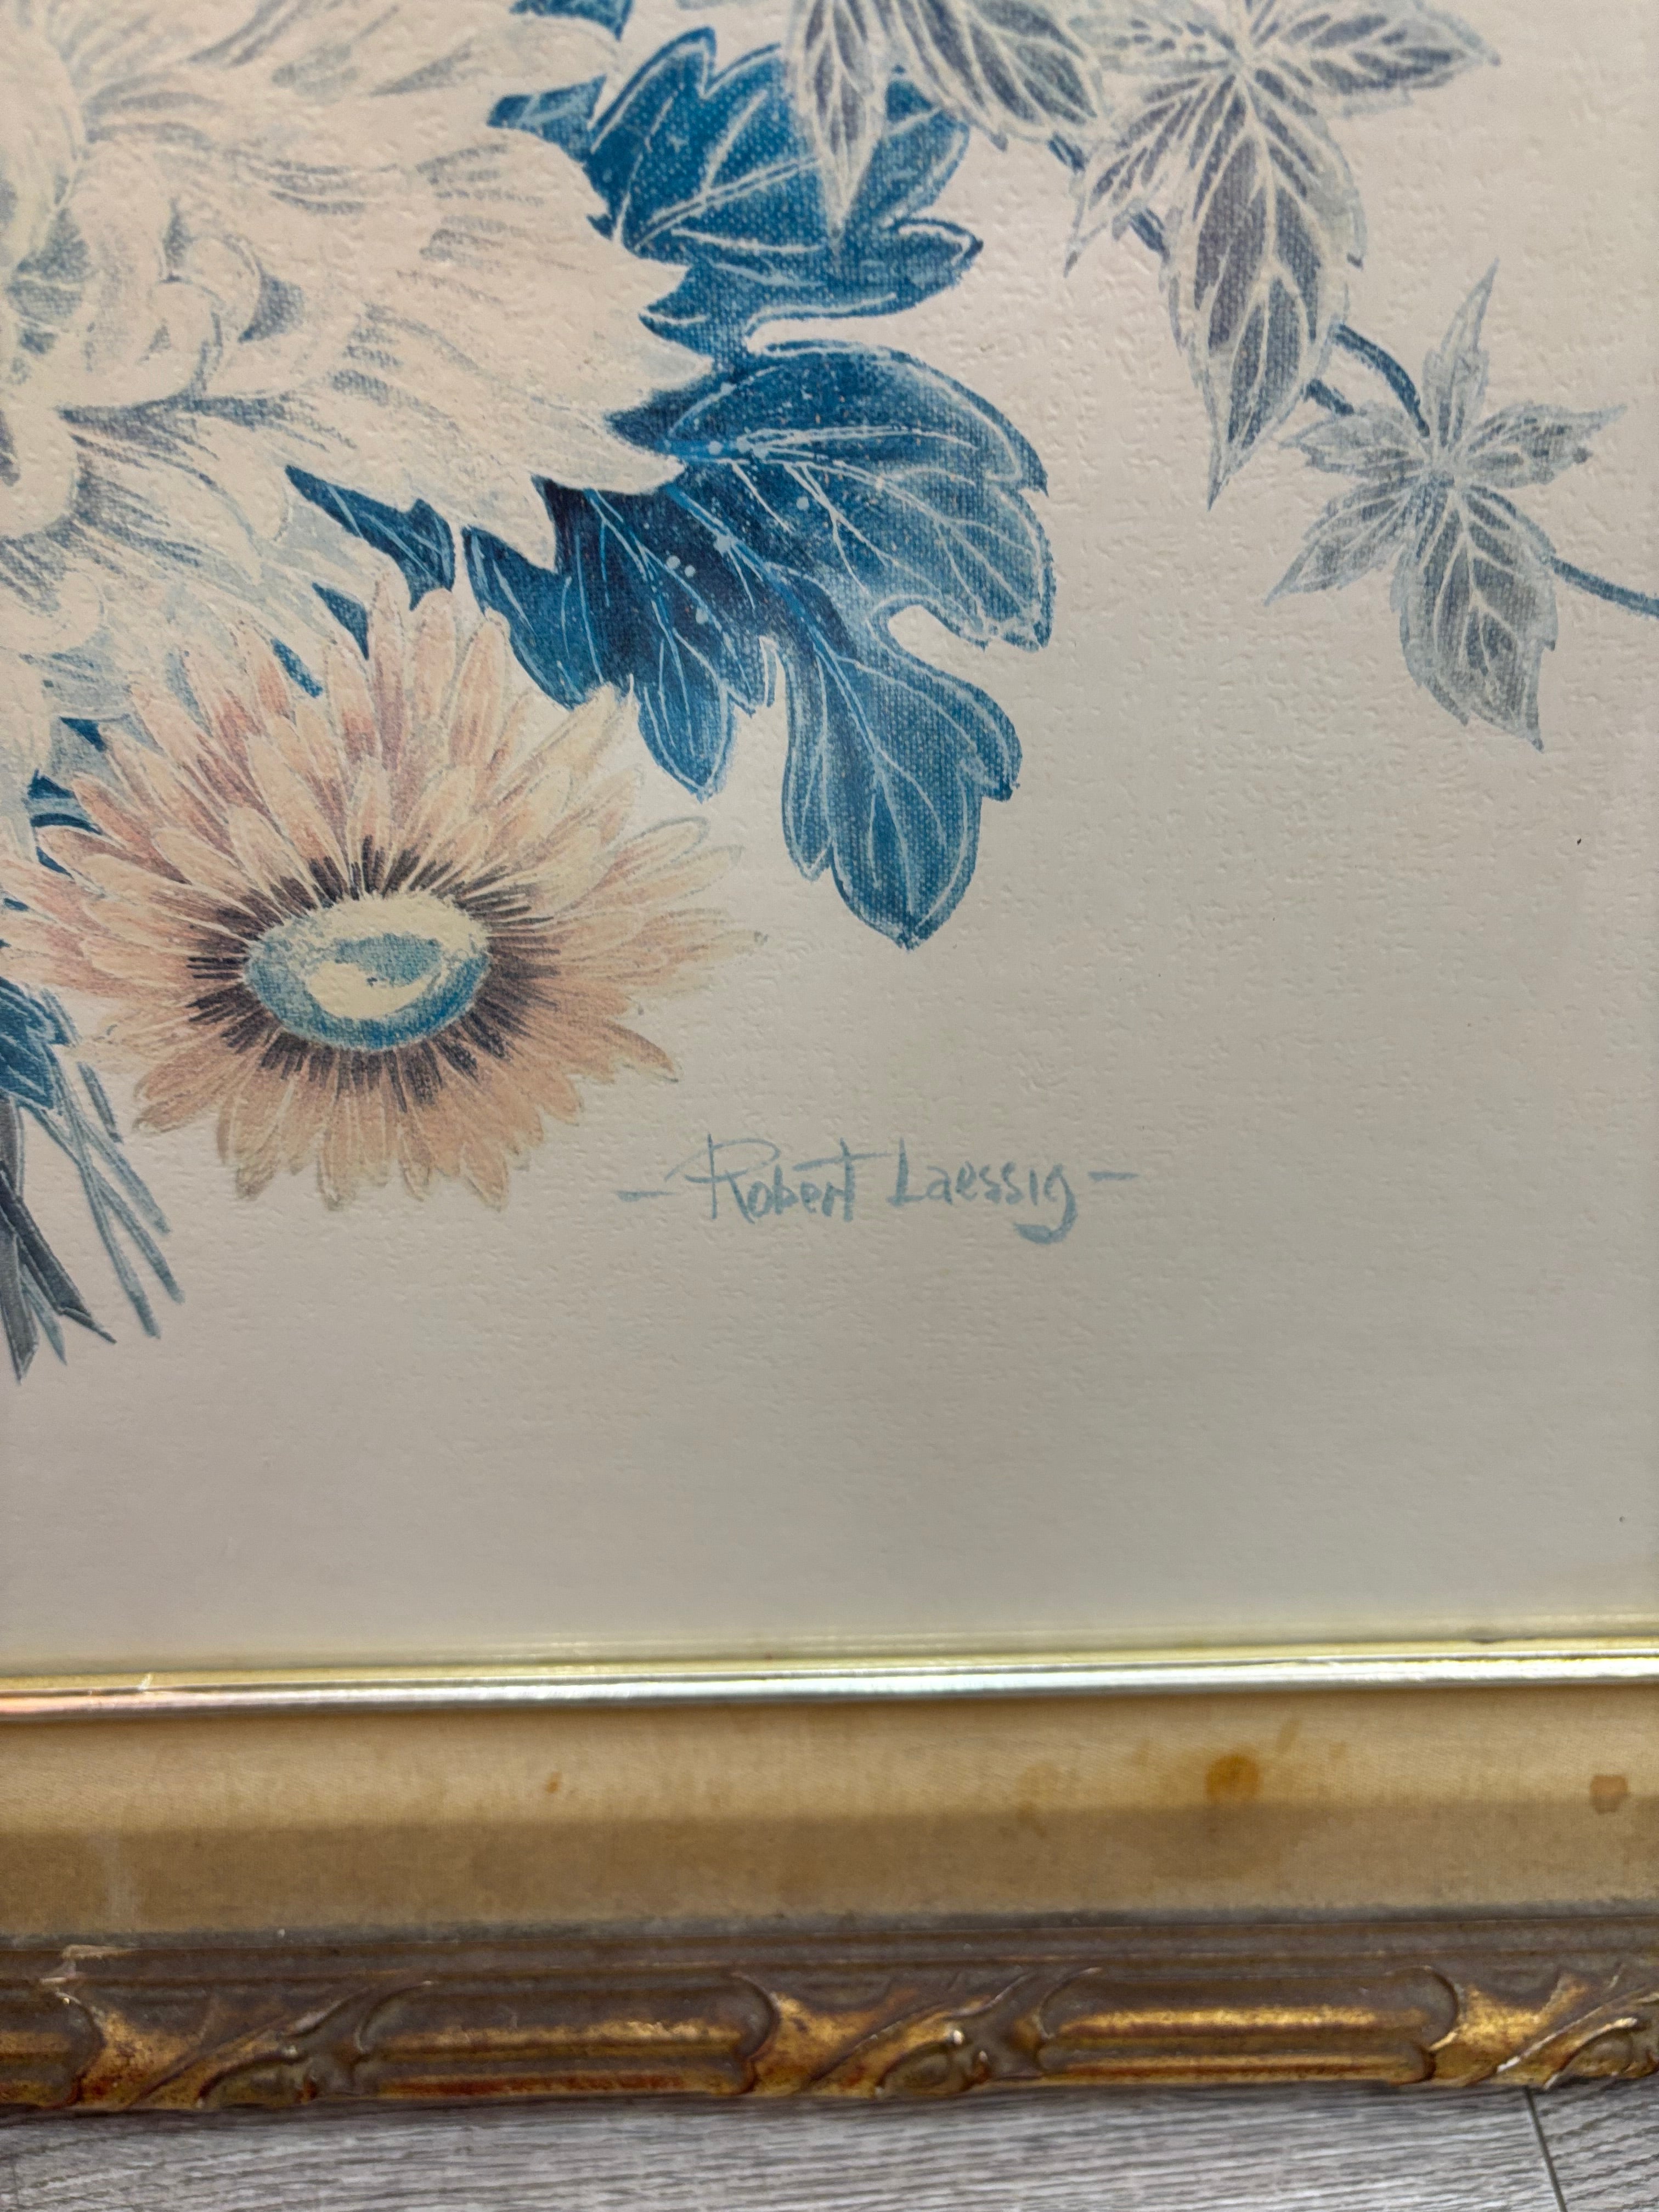 - Robert Laessig -